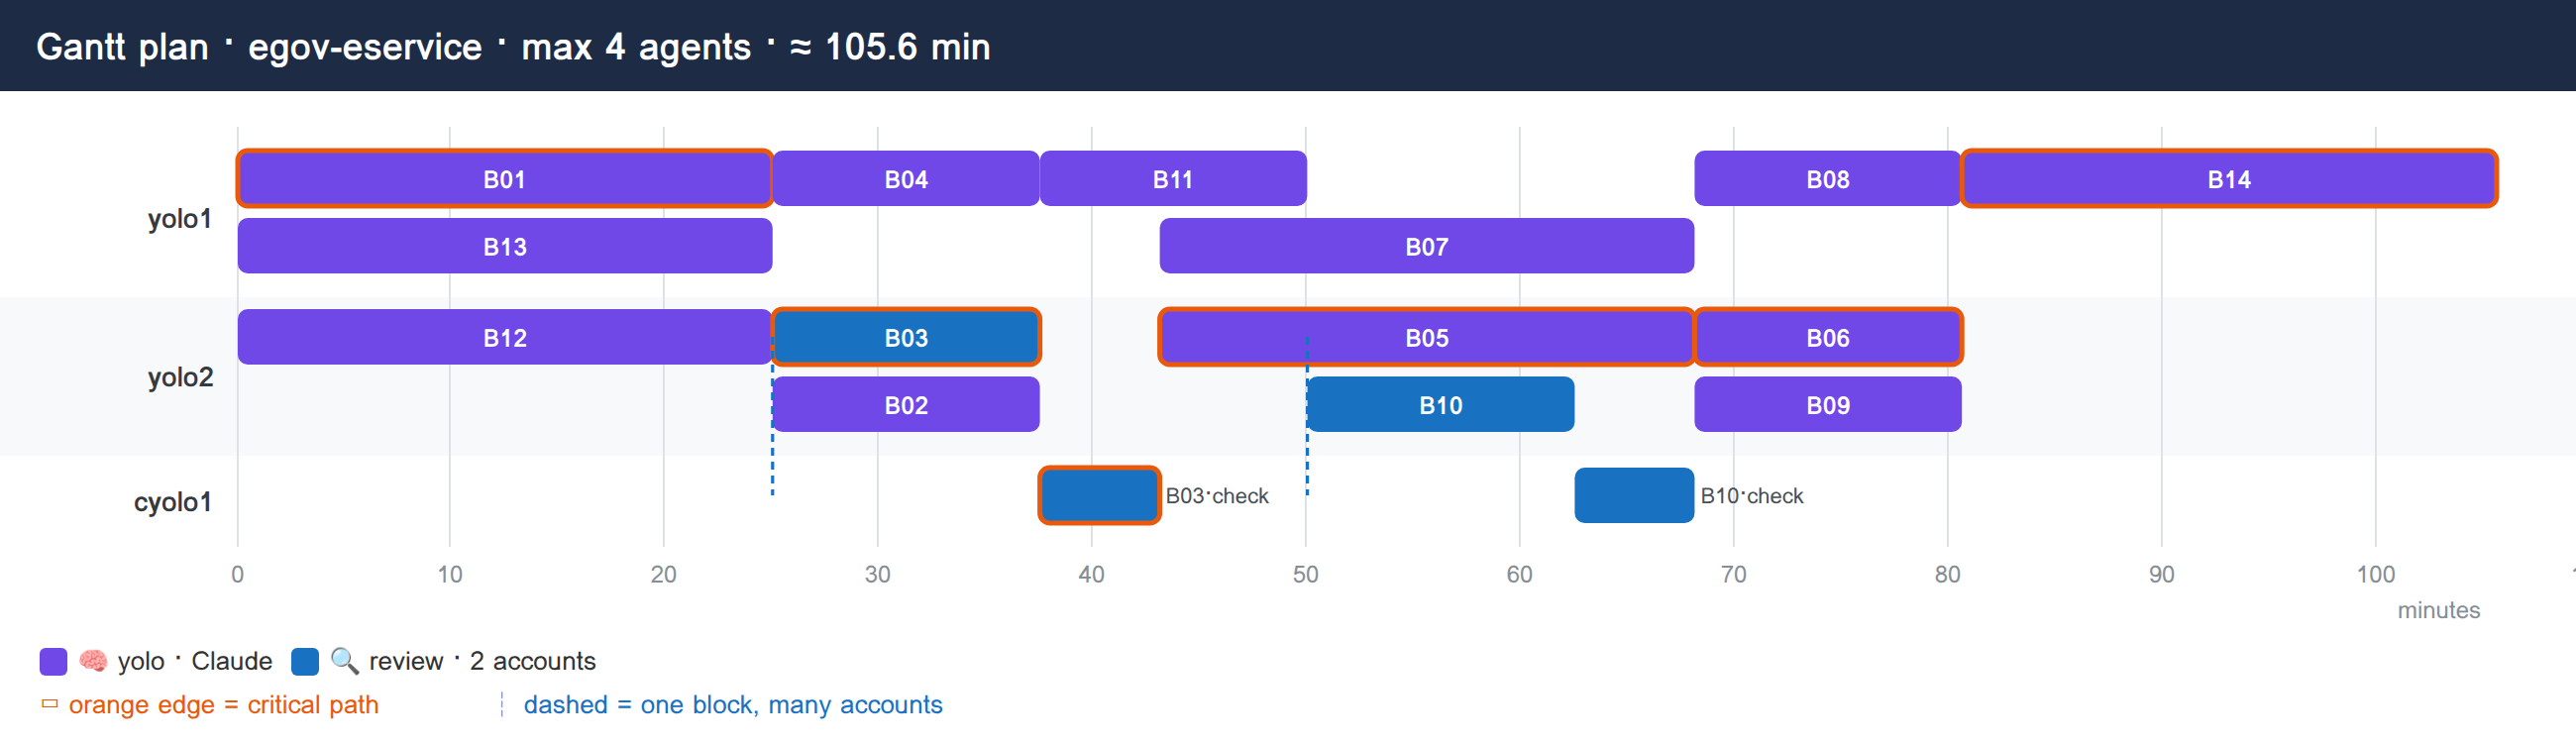 Gantt plan · egov-eservice · max 4 agents · ≈ 105.6 min
B01 B04 B11 B08 B14
yolo1
B13 B07
B12 B03 B05 B06
yolo2
B02 B10 B09
cyolo1 B03·check B10·check
0 10 20 30 40 50 60 70 80 90 100
minutes
yolo · Claude review · 2 accounts
orange edge = critical path dashed = one block, many accounts